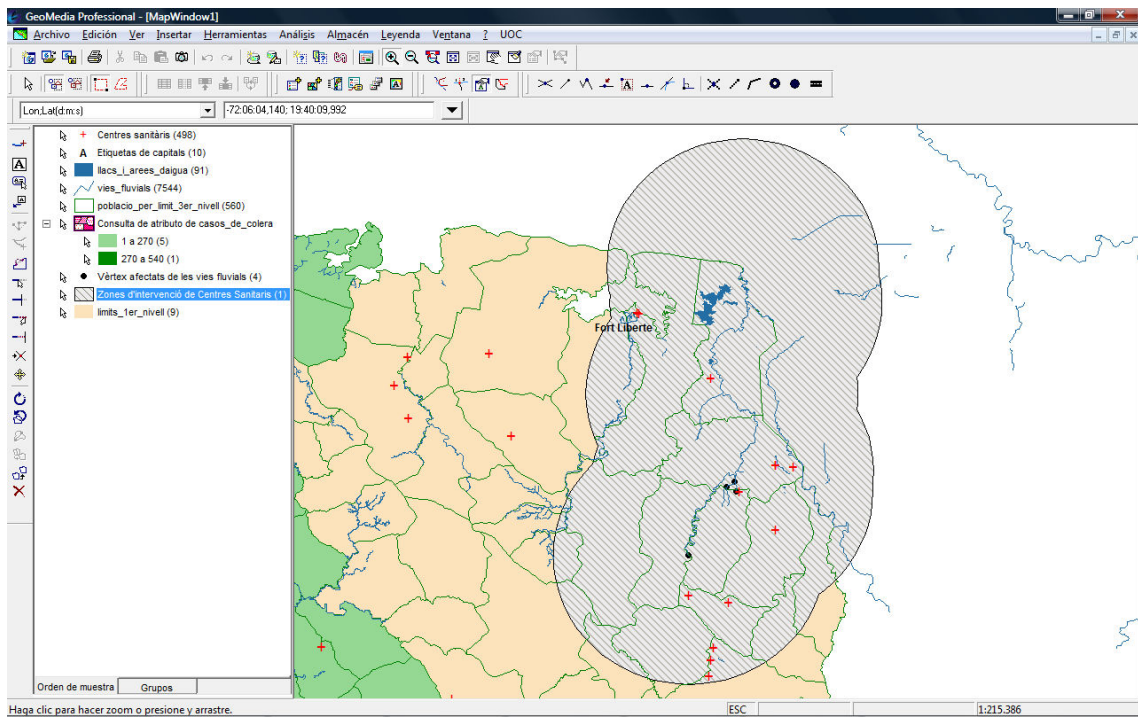 GeoMedia Professional - [MapWindow1]
Archivo Edición Ver Insertar Herramientas Análisis Almacén Leyenda Ventana ? UOC
Lon;Lat(d:m:s) -72:06:04,140; 19:40:09,992
Centres sanitàris (498)
A Etiquetas de capitals (10)
llacs_i_arees_daigua (91)
vies_fluvials (7544)
poblacio_per_limit_3er_nivell (560)
Consulta de atributo de casos_de_colera
1 a 270 (5)
270 a 540 (1)
Vèrtex afectats de les vies fluvials (4)
Zones d'intervenció de Centres Sanitaris (1)
limits_1er_nivell (9)
Fort Liberte
Orden de muestra Grupos
Haga clic para hacer zoom o presione y arrastre. ESC 1:215.386